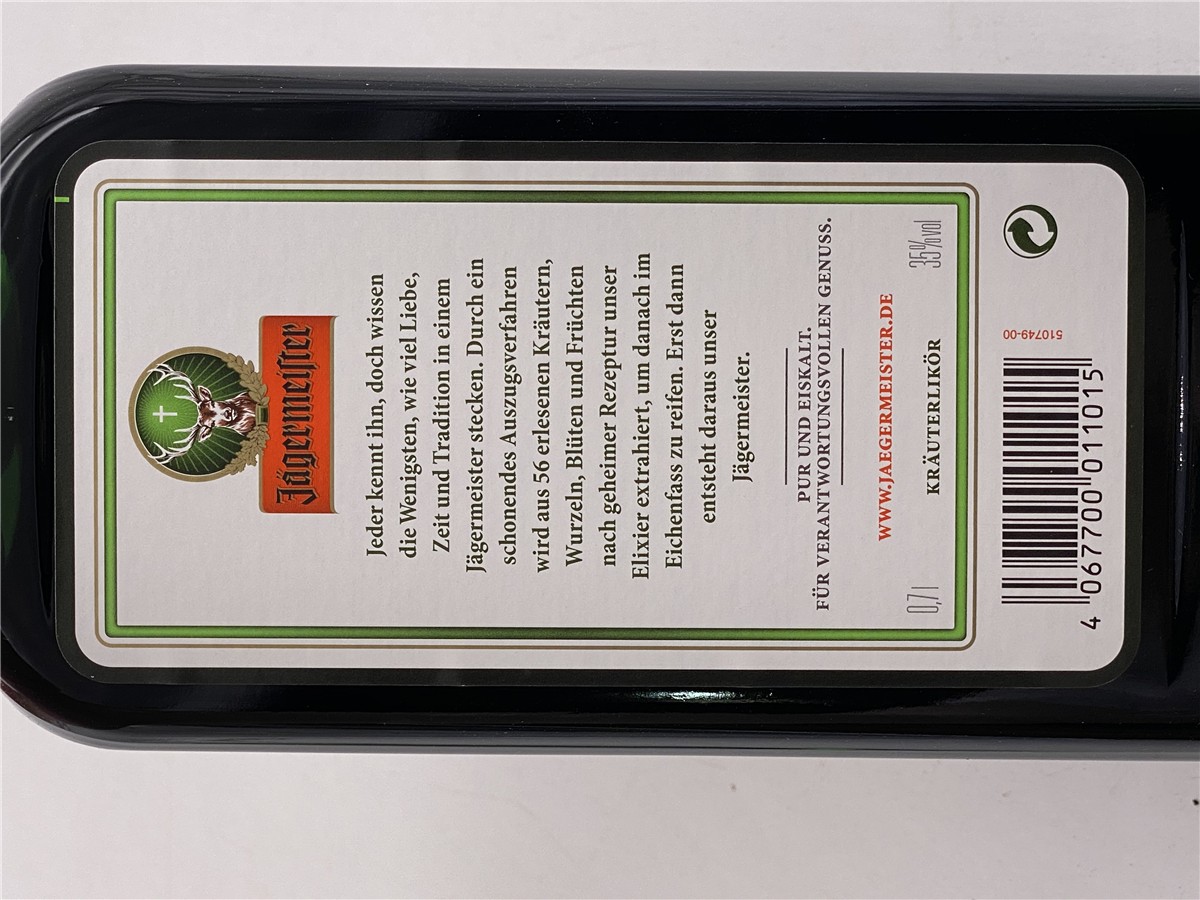 Jägermeister
Jeder kennt ihn, doch wissen
die Wenigsten, wie viel Liebe,
Zeit und Tradition in einem
Jägermeister stecken. Durch ein
schonendes Auszugsverfahren
wird aus 56 erlesenen Kräutern,
Wurzeln, Blüten und Früchten
nach geheimer Rezeptur unser
Elixier extrahiert, um danach im
Eichenfass zu reifen. Erst dann
entsteht daraus unser
Jägermeister.
PUR UND EISKALT.
FÜR VERANTWORTUNGSVOLLEN GENUSS.
WWW.JAEGERMEISTER.DE
0,7 l KRÄUTERLIKÖR 35%vol
510749-00
4 067700 011015